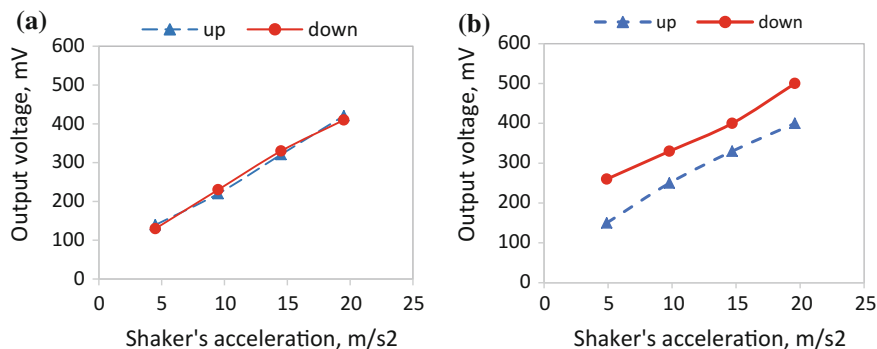 (a)
up down
Output voltage, mV
600
500
400
300
200
100
0
0 5 10 15 20 25
Shaker's acceleration, m/s2
(b)
up down
Output voltage, mV
600
500
400
300
200
100
0
0 5 10 15 20 25
Shaker's acceleration, m/s2